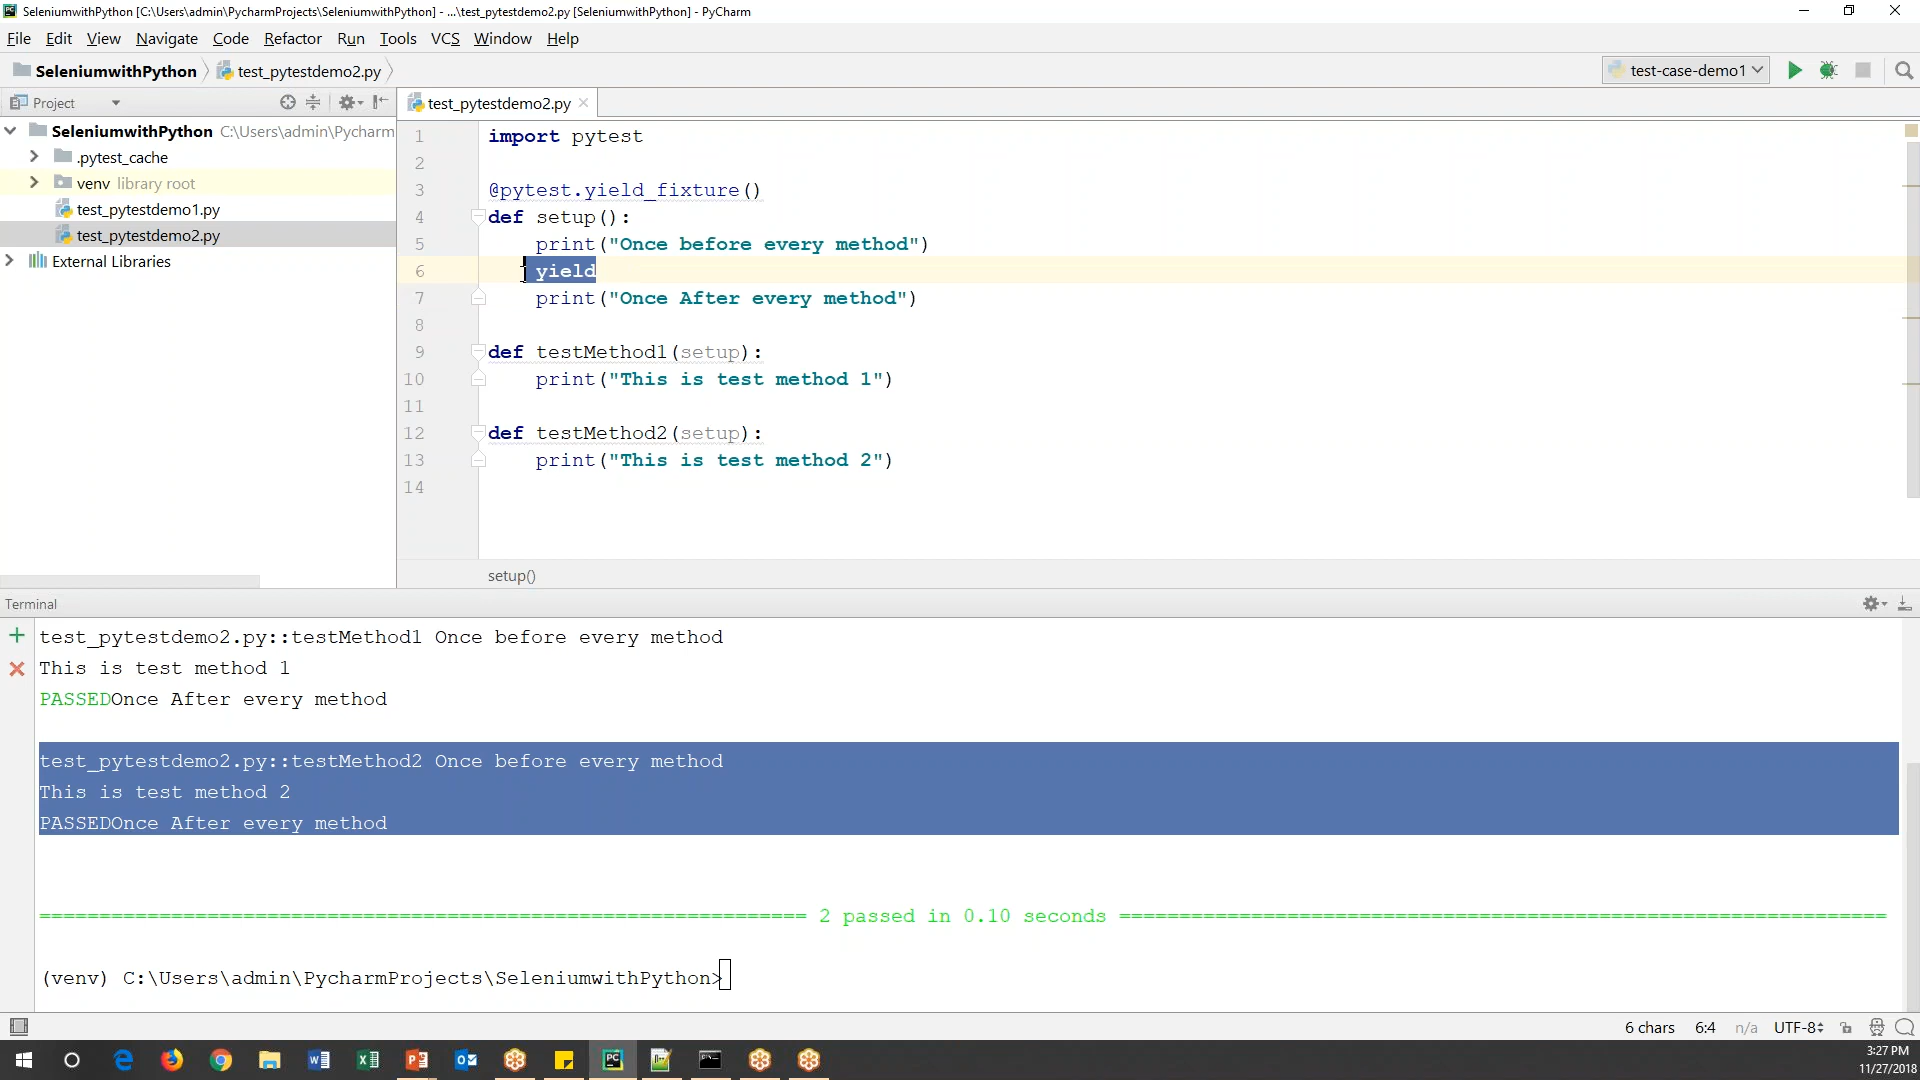 SeleniumwithPython [C:\Users\admin\PycharmProjects\SeleniumwithPython] - ...\test_pytestdemo2.py [SeleniumwithPython] - PyCharm
File Edit View Navigate Code Refactor Run Tools VCS Window Help
SeleniumwithPython test_pytestdemo2.py test-case-demo1
Project test_pytestdemo2.py
SeleniumwithPython C:\Users\admin\Pycharm
.pytest_cache
venv library root
test_pytestdemo1.py
test_pytestdemo2.py
External Libraries
1 import pytest
2
3 @pytest.yield_fixture()
4 def setup():
5 print("Once before every method")
6 yield
7 print("Once After every method")
8
9 def testMethod1(setup):
10 print("This is test method 1")
11
12 def testMethod2(setup):
13 print("This is test method 2")
14
setup()
Terminal
test_pytestdemo2.py::testMethod1 Once before every method
This is test method 1
PASSEDOnce After every method
test_pytestdemo2.py::testMethod2 Once before every method
This is test method 2
PASSEDOnce After every method
================================================================ 2 passed in 0.10 seconds ================================================================
(venv) C:\Users\admin\PycharmProjects\SeleniumwithPython>
6 chars 6:4 n/a UTF-8
3:27 PM
11/27/2018